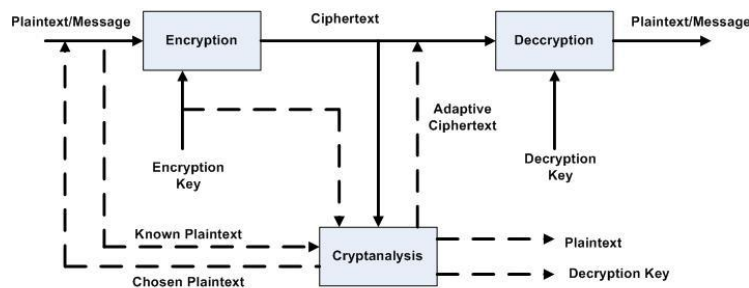 Plaintext/Message
Ciphertext
Plaintext/Message
Encryption
Deccryption
Adaptive
Ciphertext
Encryption
Key
Decryption
Key
Known Plaintext
Cryptanalysis
Plaintext
Chosen Plaintext
Decryption Key